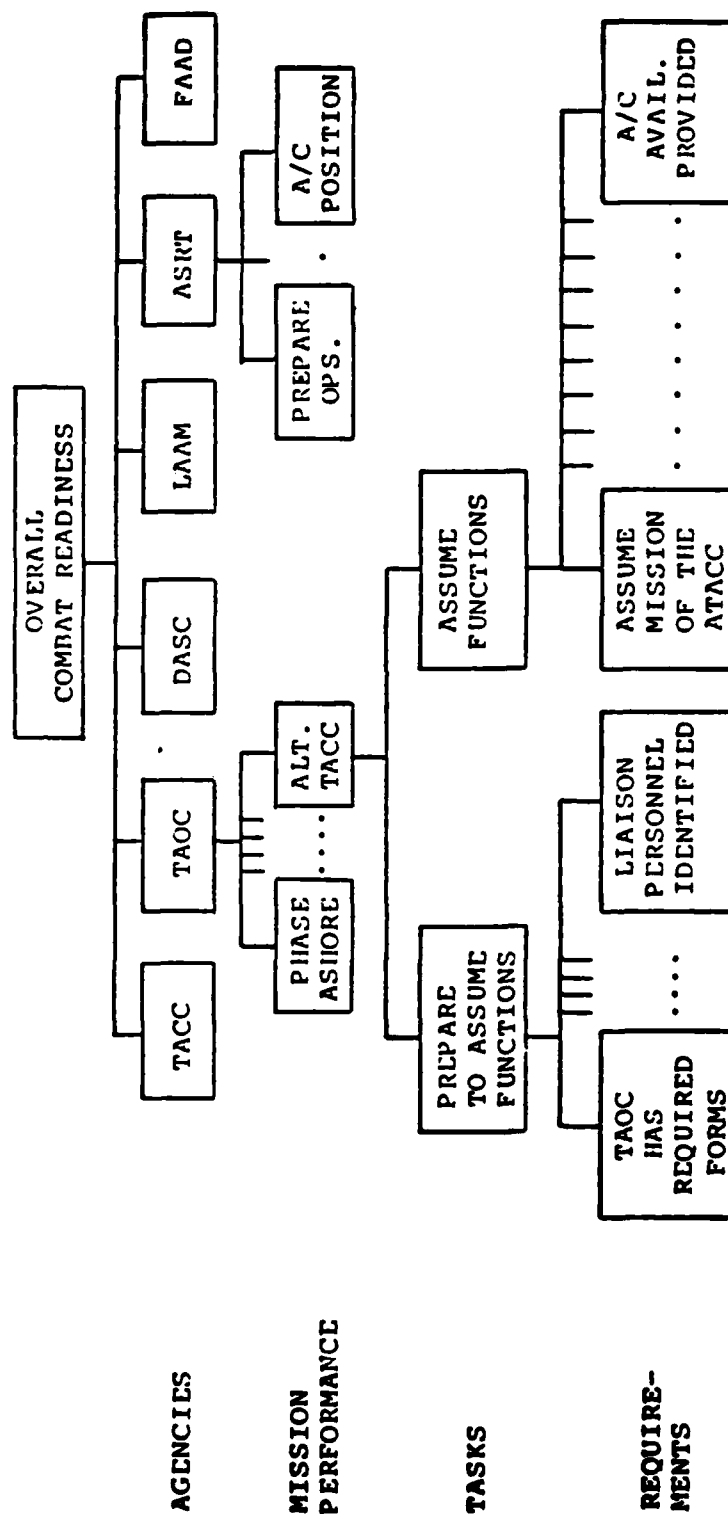 OVERALL
COMBAT READINESS
AGENCIES
TACC
TAOC
DASC
LAAM
ASRT
FAAD
MISSION
PERFORMANCE
PHASE
ASHORE
ALT.
TACC
PREPARE
OPS.
A/C
POSITION
TASKS
PREPARE
TO ASSUME
FUNCTIONS
ASSUME
FUNCTIONS
REQUIRE-
MENTS
TAOC
HAS
REQUIRED
FORMS
LIAISON
PERSONNEL
IDENTIFIED
ASSUME
MISSION
OF THE
ATACC
A/C
AVAIL.
PROVIDED